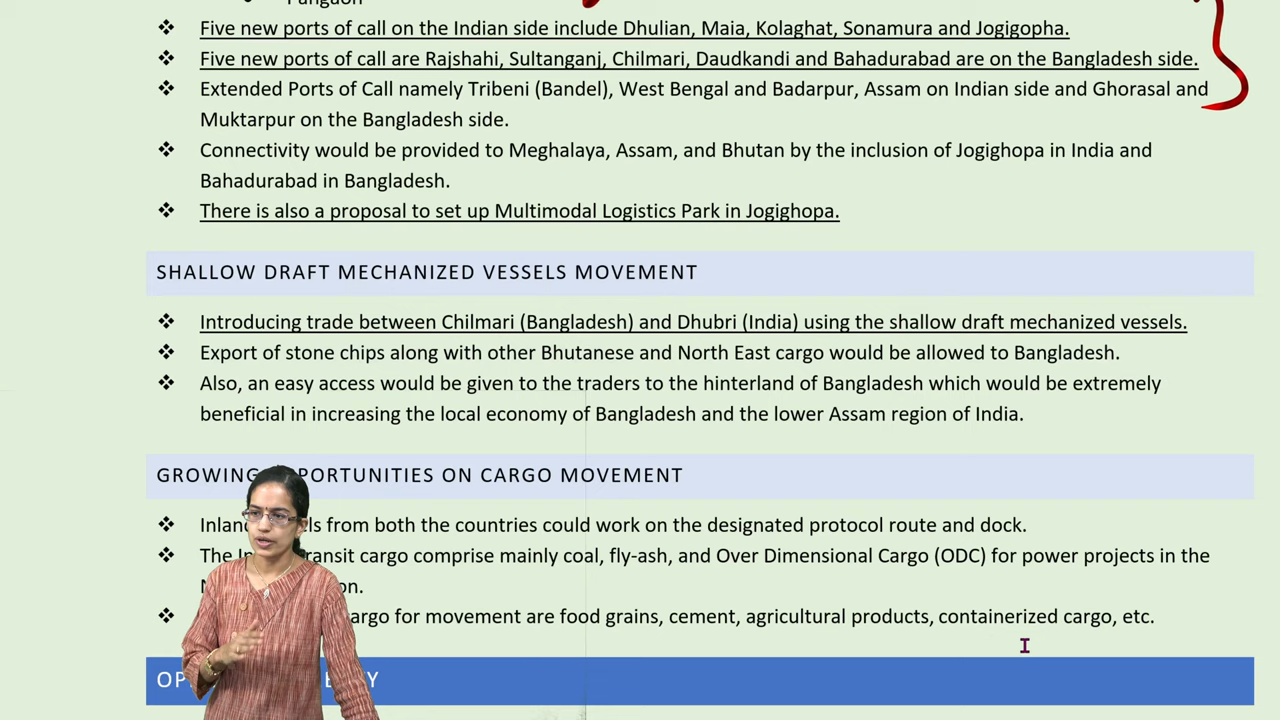 Pangaon
❖ Five new ports of call on the Indian side include Dhulian, Maia, Kolaghat, Sonamura and Jogigopha.
❖ Five new ports of call are Rajshahi, Sultanganj, Chilmari, Daudkandi and Bahadurabad are on the Bangladesh side.
❖ Extended Ports of Call namely Tribeni (Bandel), West Bengal and Badarpur, Assam on Indian side and Ghorasal and
Muktarpur on the Bangladesh side.
❖ Connectivity would be provided to Meghalaya, Assam, and Bhutan by the inclusion of Jogighopa in India and
Bahadurabad in Bangladesh.
❖ There is also a proposal to set up Multimodal Logistics Park in Jogighopa.
SHALLOW DRAFT MECHANIZED VESSELS MOVEMENT
❖ Introducing trade between Chilmari (Bangladesh) and Dhubri (India) using the shallow draft mechanized vessels.
❖ Export of stone chips along with other Bhutanese and North East cargo would be allowed to Bangladesh.
❖ Also, an easy access would be given to the traders to the hinterland of Bangladesh which would be extremely
beneficial in increasing the local economy of Bangladesh and the lower Assam region of India.
GROWING OPPORTUNITIES ON CARGO MOVEMENT
❖ from both the countries could work on the designated protocol route and dock.
❖ The transit cargo comprise mainly coal, fly-ash, and Over Dimensional Cargo (ODC) for power projects in the
❖ cargo for movement are food grains, cement, agricultural products, containerized cargo, etc.